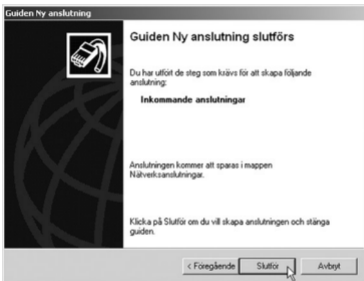 Guiden Ny anslutning
Guiden Ny anslutning slutförs
Du har utfört de steg som krävs för att skapa följande
anslutning:
Inkommande anslutningar
Anslutningen kommer att sparas i mappen
Nätverksanslutningar.
Klicka på Slutför om du vill skapa anslutningen och stänga
guiden.
< Föregående
Slutför
Avbryt